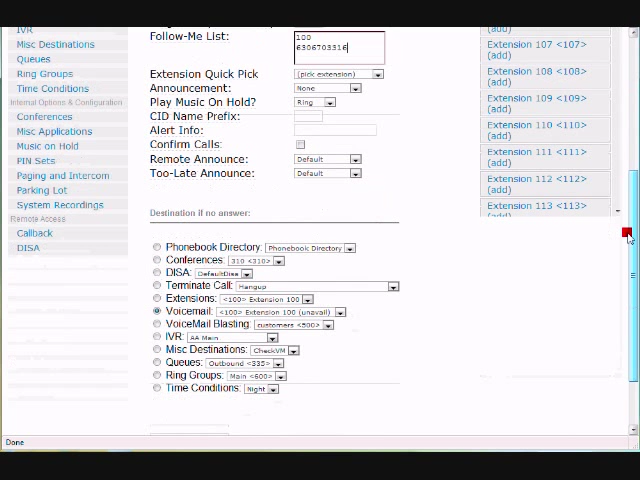 IVR
Misc Destinations
Queues
Ring Groups
Time Conditions
Internal Options & Configuration
Conferences
Misc Applications
Music on Hold
PIN Sets
Paging and Intercom
Parking Lot
System Recordings
Remote Access
Callback
DISA
Follow-Me List:
100
6306703316
Extension Quick Pick (pick extension)
Announcement: None
Play Music On Hold? Ring
CID Name Prefix:
Alert Info:
Confirm Calls:
Remote Announce: Default
Too-Late Announce: Default
Destination if no answer:
Phonebook Directory: Phonebook Directory
Conferences: 310 <310>
DISA: DefaultDisa
Terminate Call: Hangup
Extensions: <100> Extension 100
Voicemail: <100> Extension 100 (unavail)
VoiceMail Blasting: customers <500>
IVR: AA Main
Misc Destinations: CheckVM
Queues: Outbound <335>
Ring Groups: Main <600>
Time Conditions: Night
(add)
Extension 107 <107>
(add)
Extension 108 <108>
(add)
Extension 109 <109>
(add)
Extension 110 <110>
(add)
Extension 111 <111>
(add)
Extension 112 <112>
(add)
Extension 113 <113>
Done